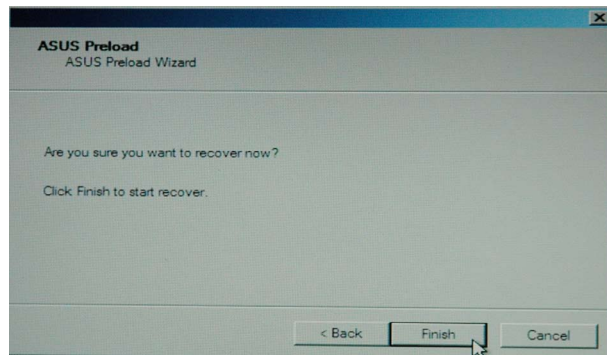 ASUS Preload
ASUS Preload Wizard
Are you sure you want to recover now?
Click Finish to start recover.
< Back
Finish
Cancel